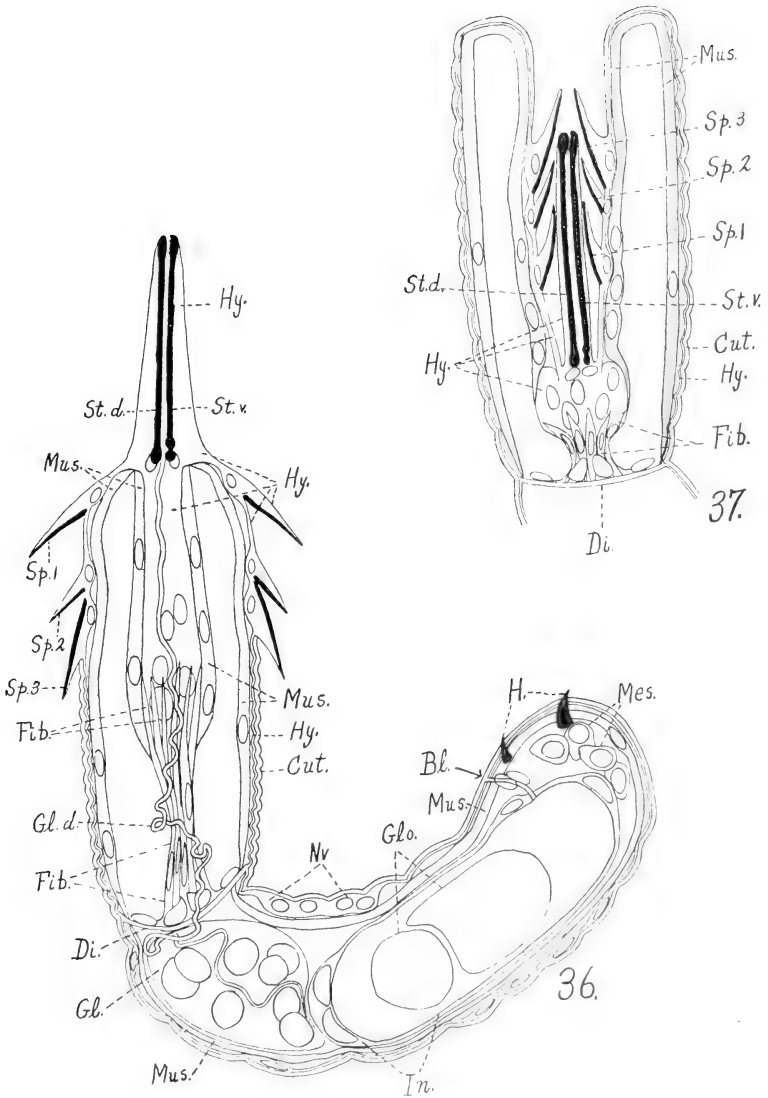 Mus.
Sp.3
Sp.2
Sp.1
St.d.
St.v.
Cut.
Hy.
Hy.
Fib.
Di.
37.
Hy.
St.d.
St.v.
Mus.
Hy.
Sp.1
Sp.2
Sp.3
Mus.
Fib.
Hy.
Cut.
Gl.d.
Nv
Fib.
Di.
Gl.
Mus.
H.
Mes.
Bl.
Mus.
Glo.
36.
In.